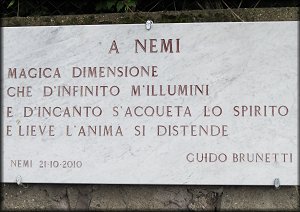 A NEMI
MAGICA DIMENSIONE
CHE D'INFINITO M'ILLUMINI
E D'INCANTO S'ACQUETA LO SPIRITO
E LIEVE L'ANIMA SI DISTENDE
NEMI 21-10-2010 GUIDO BRUNETTI